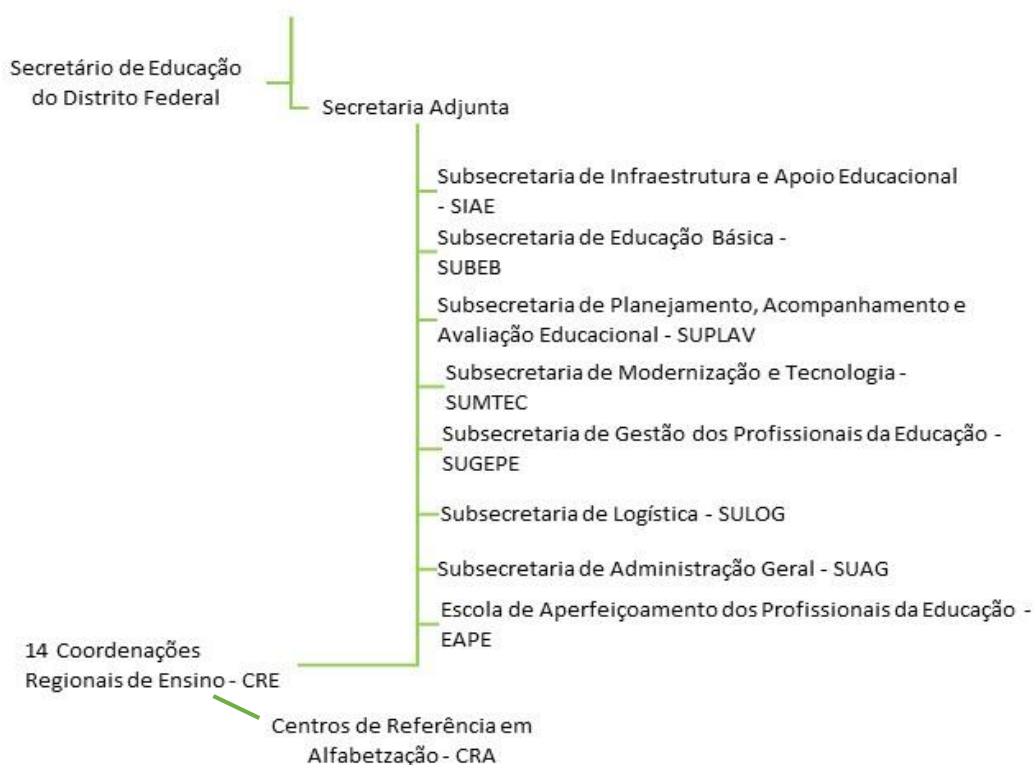 Secretário de Educação
do Distrito Federal
Secretaria Adjunta
Subsecretaria de Infraestrutura e Apoio Educacional
- SIAE
Subsecretaria de Educação Básica -
SUBEB
Subsecretaria de Planejamento, Acompanhamento e
Avaliação Educacional - SUPLAV
Subsecretaria de Modernização e Tecnologia -
SUMTEC
Subsecretaria de Gestão dos Profissionais da Educação -
SUGEPE
Subsecretaria de Logística - SULOG
Subsecretaria de Administração Geral - SUAG
Escola de Aperfeiçoamento dos Profissionais da Educação -
EAPE
14 Coordenações
Regionais de Ensino - CRE
Centros de Referência em
Alfabetzação - CRA